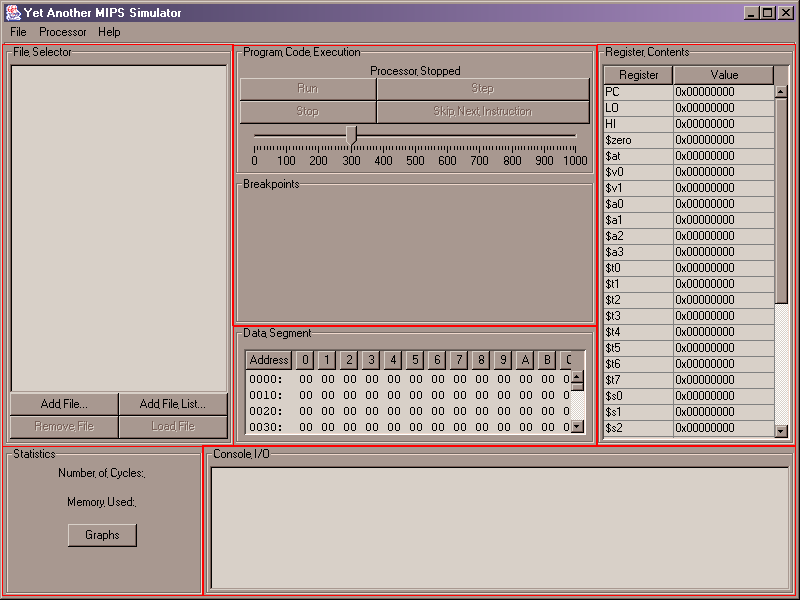 Yet Another MIPS Simulator
File Processor Help
File Selector
Add File... Add File List...
Remove File Load File
Program Code Execution
Processor Stopped
Run Step
Stop Skip Next Instruction
0 100 200 300 400 500 600 700 800 900 1000
Breakpoints
Data Segment
Address 0 1 2 3 4 5 6 7 8 9 A B C
0000: 00 00 00 00 00 00 00 00 00 00 00 00 0
0010: 00 00 00 00 00 00 00 00 00 00 00 00 0
0020: 00 00 00 00 00 00 00 00 00 00 00 00 0
0030: 00 00 00 00 00 00 00 00 00 00 00 00 0
Register Contents
Register Value
PC 0x00000000
LO 0x00000000
HI 0x00000000
$zero 0x00000000
$at 0x00000000
$v0 0x00000000
$v1 0x00000000
$a0 0x00000000
$a1 0x00000000
$a2 0x00000000
$a3 0x00000000
$t0 0x00000000
$t1 0x00000000
$t2 0x00000000
$t3 0x00000000
$t4 0x00000000
$t5 0x00000000
$t6 0x00000000
$t7 0x00000000
$s0 0x00000000
$s1 0x00000000
$s2 0x00000000
Statistics
Number of Cycles:
Memory Used:
Graphs
Console I/O